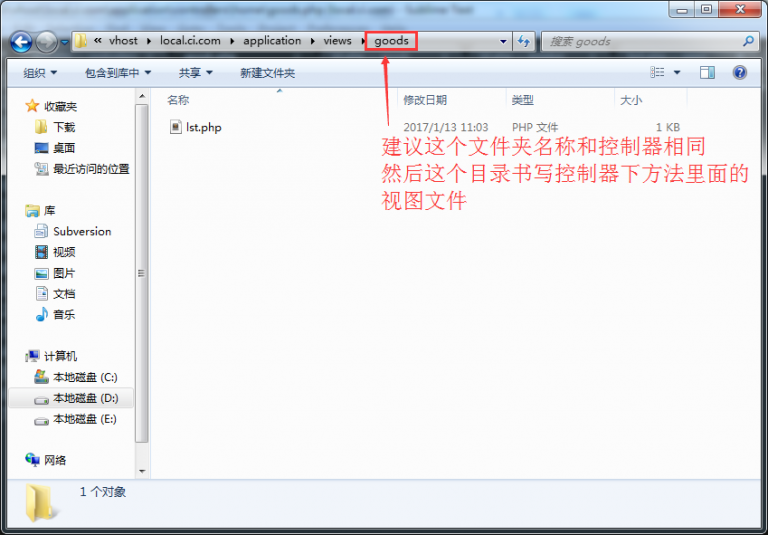 « vhost ▸ local.ci.com ▸ application ▸ views ▸ goods
搜索 goods
组织 包含到库中 共享 新建文件夹
名称 修改日期 类型 大小
lst.php 2017/1/13 11:03 PHP 文件 1 KB
建议这个文件夹名称和控制器相同
然后这个目录书写控制器下方法里面的
视图文件
收藏夹
下载
桌面
最近访问的位置
库
Subversion
视频
图片
文档
音乐
计算机
本地磁盘 (C:)
本地磁盘 (D:)
本地磁盘 (E:)
网络
1 个对象